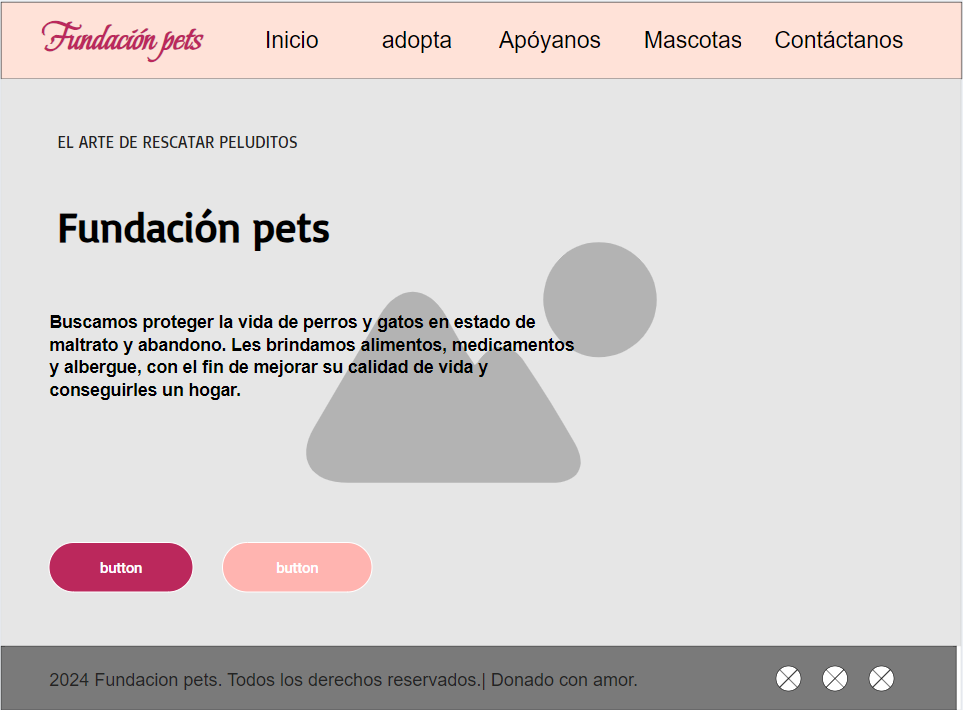 Fundación pets
Inicio
adopta
Apóyanos
Mascotas
Contáctanos
EL ARTE DE RESCATAR PELUDITOS
Fundación pets
Buscamos proteger la vida de perros y gatos en estado de
maltrato y abandono. Les brindamos alimentos, medicamentos
y albergue, con el fin de mejorar su calidad de vida y
conseguirles un hogar.
button
button
2024 Fundacion pets. Todos los derechos reservados.| Donado con amor.